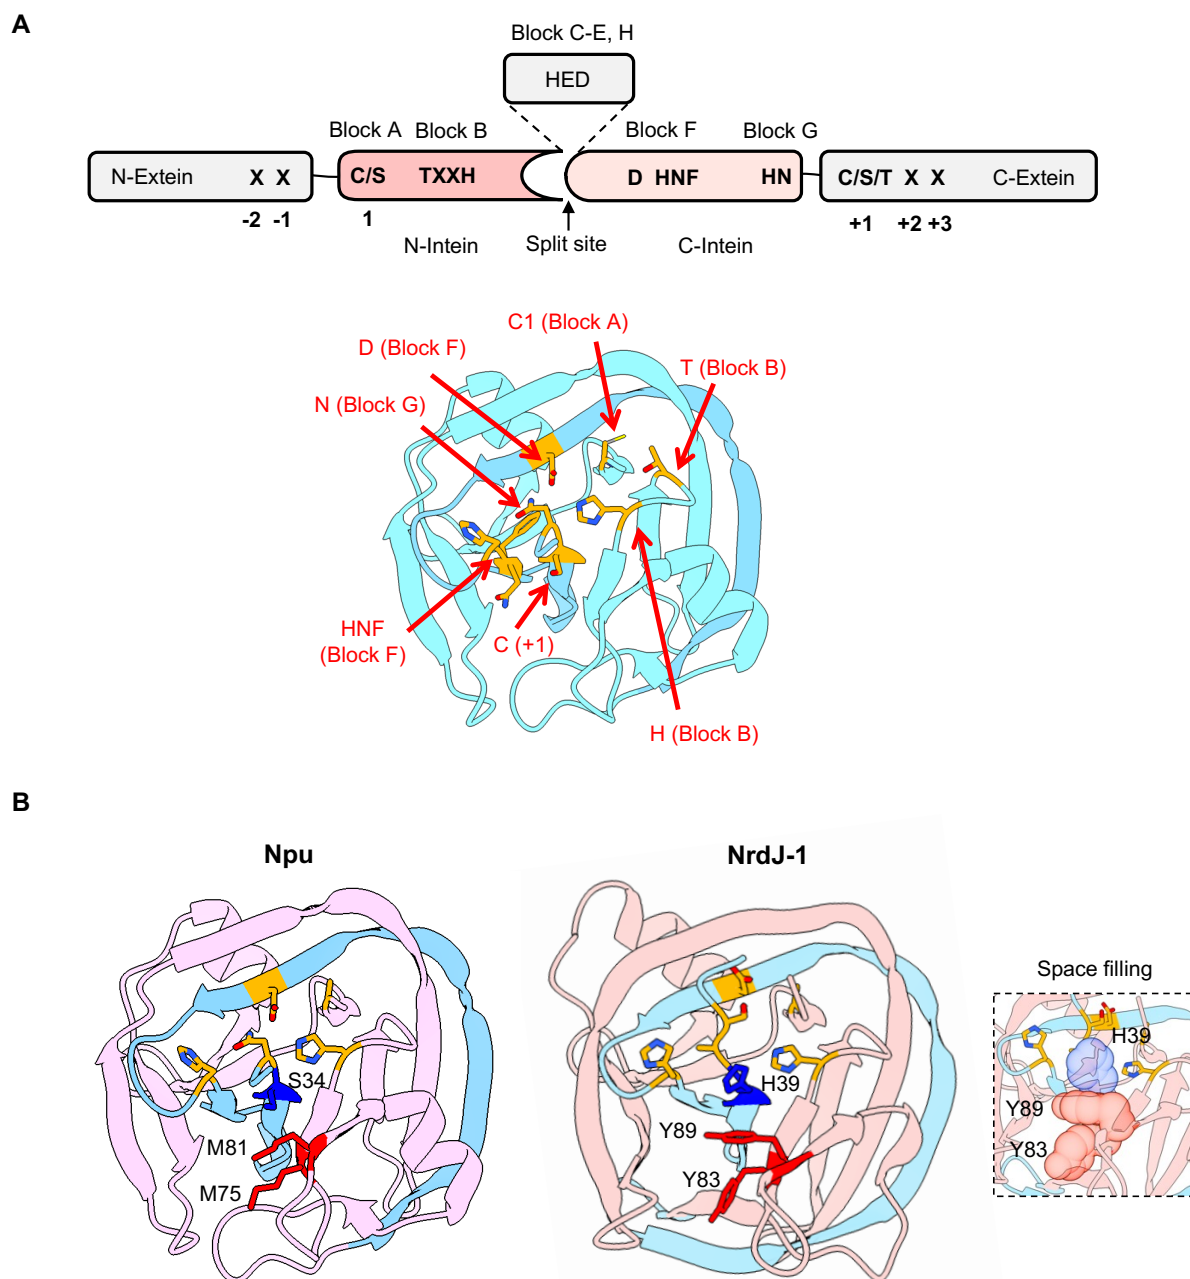 A
Block C-E, H
HED
Block A Block B Block F Block G
N-Extein X X C/S TXXH D HNF HN C/S/T X X C-Extein
-2 -1 1 +1 +2 +3
N-Intein Split site C-Intein
C1 (Block A)
D (Block F)
T (Block B)
N (Block G)
HNF
(Block F)
C (+1)
H (Block B)
B
Npu
NrdJ-1
S34
M81
M75
H39
Y89
Y83
Space filling
H39
Y89
Y83